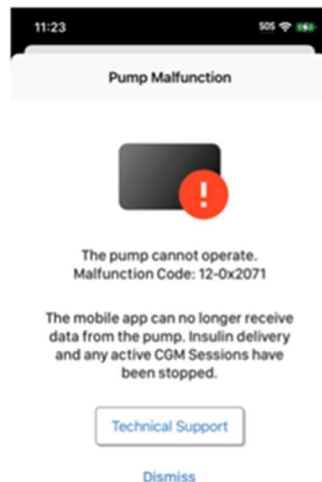 11:23
SOS
Pump Malfunction
!
The pump cannot operate.
Malfunction Code: 12-0x2071
The mobile app can no longer receive
data from the pump. Insulin delivery
and any active CGM Sessions have
been stopped.
Technical Support
Dismiss